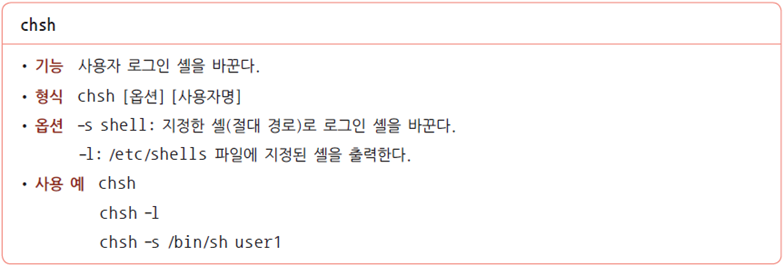 chsh
• 기능 사용자 로그인 셸을 바꾼다.
• 형식 chsh [옵션] [사용자명]
• 옵션 -s shell: 지정한 셸(절대 경로)로 로그인 셸을 바꾼다.
-l: /etc/shells 파일에 지정된 셸을 출력한다.
• 사용 예 chsh
chsh -l
chsh -s /bin/sh user1